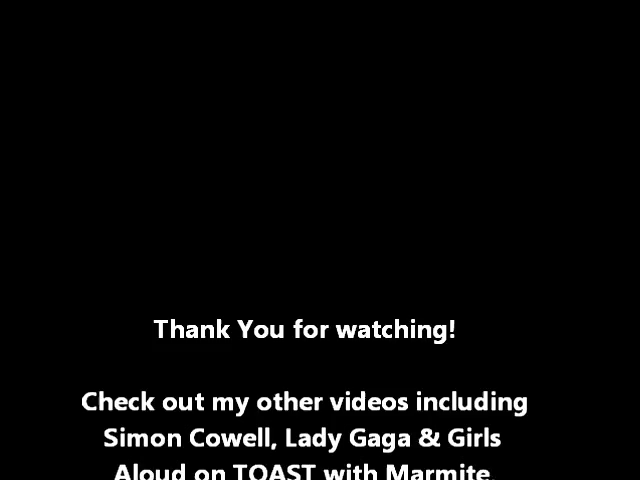 Thank You for watching!
Check out my other videos including
Simon Cowell, Lady Gaga & Girls
Aloud on TOAST with Marmite.